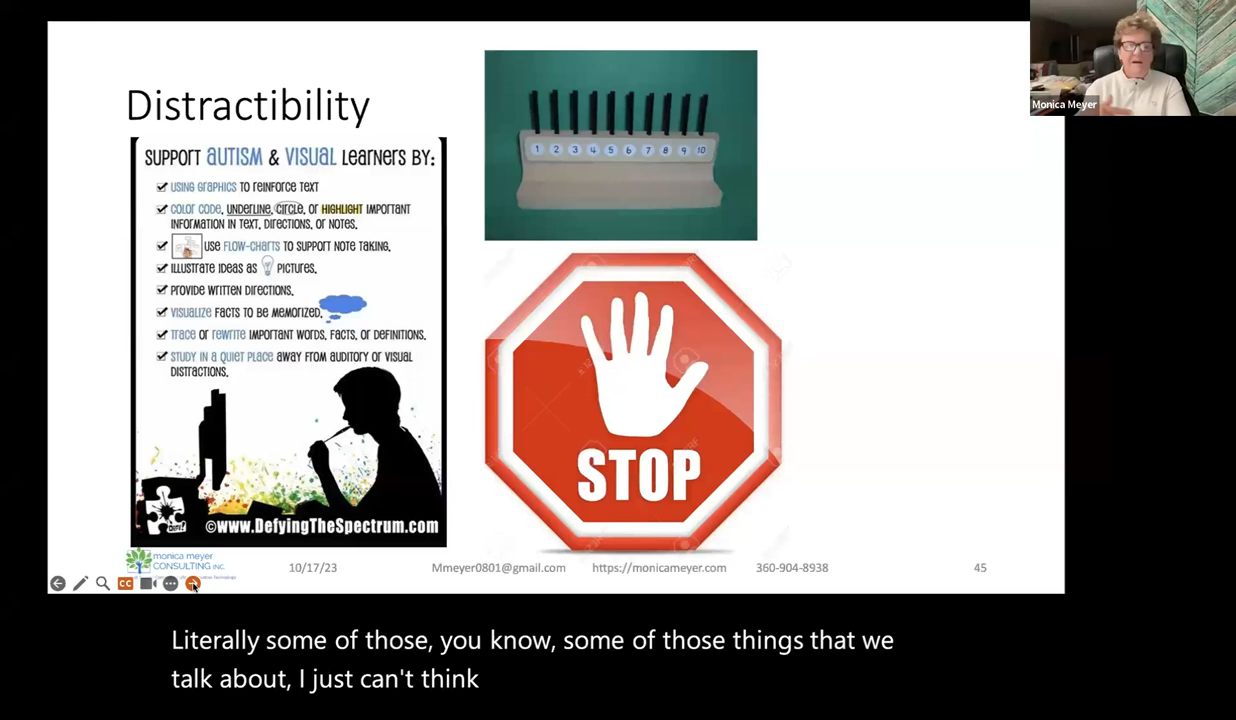 Distractibility
SUPPORT AUTISM & VISUAL LEARNERS BY:
USING GRAPHICS TO REINFORCE TEXT
COLOR CODE, UNDERLINE, CIRCLE, OR HIGHLIGHT IMPORTANT
INFORMATION IN TEXT, DIRECTIONS, OR NOTES.
USE FLOW-CHARTS TO SUPPORT NOTE TAKING.
ILLUSTRATE IDEAS AS PICTURES.
PROVIDE WRITTEN DIRECTIONS.
VISUALIZE FACTS TO BE MEMORIZED.
TRACE OR REWRITE IMPORTANT WORDS, FACTS, OR DEFINITIONS.
STUDY IN A QUIET PLACE AWAY FROM AUDITORY OR VISUAL
DISTRACTIONS.
©www.DefyingTheSpectrum.com
1 2 3 4 5 6 7 8 9 10
STOP
Monica Meyer
monica meyer
CONSULTING INC.
10/17/23 Mmeyer0801@gmail.com https://monicameyer.com 360-904-8938 45
CC
Literally some of those, you know, some of those things that we
talk about, I just can't think